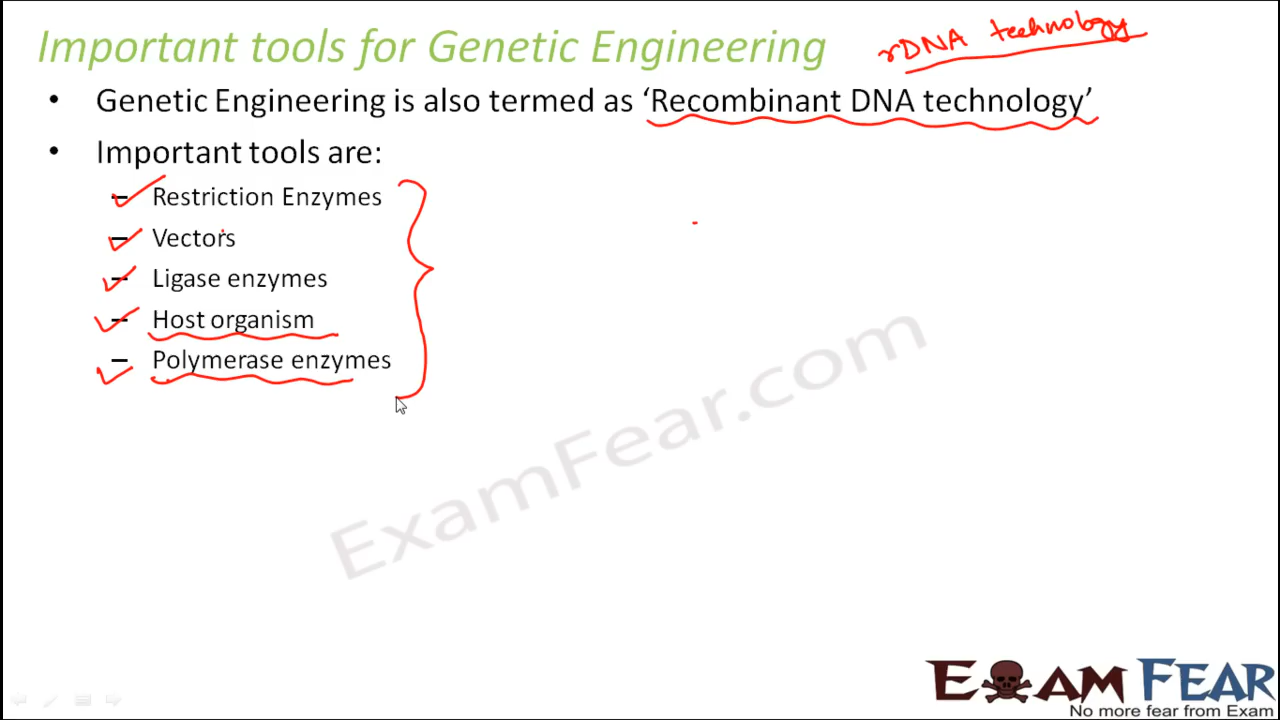 Important tools for Genetic Engineering
rDNA technology
• Genetic Engineering is also termed as ‘Recombinant DNA technology’
• Important tools are:
– Restriction Enzymes
– Vectors
– Ligase enzymes
– Host organism
– Polymerase enzymes
ExamFear.com
EXAM FEAR
No more fear from Exam